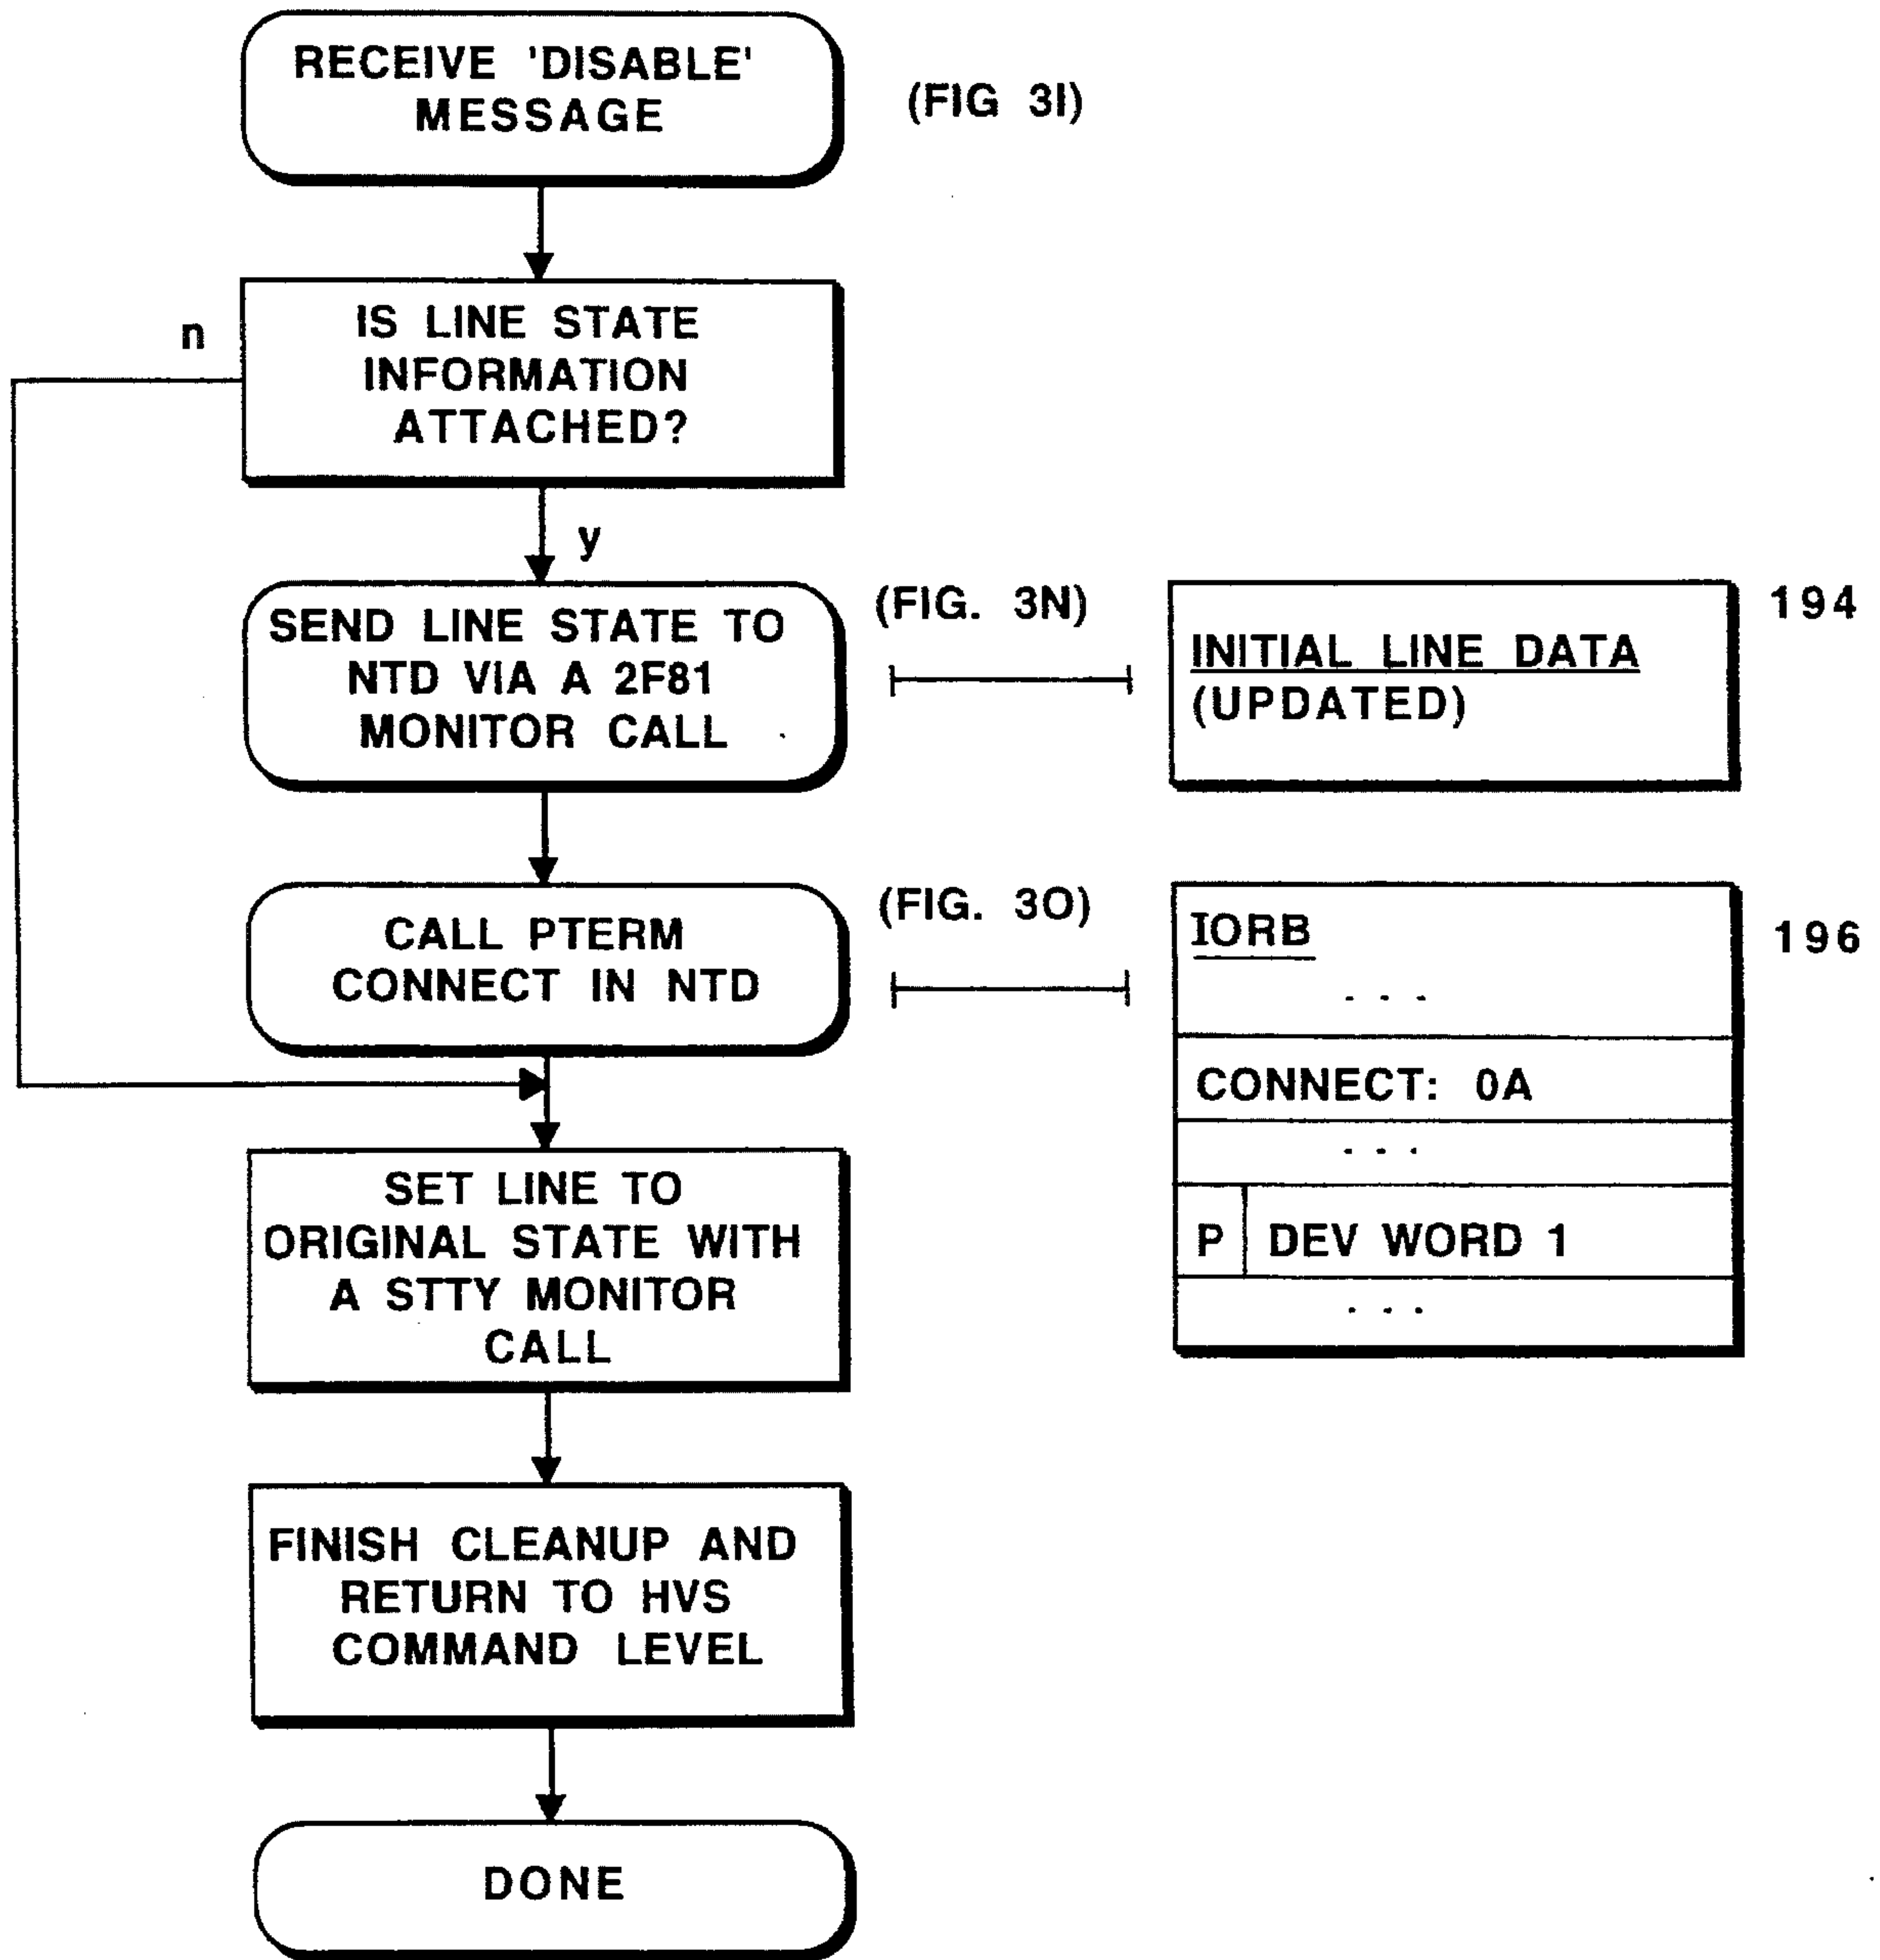 RECEIVE 'DISABLE'
MESSAGE
(FIG 3I)
IS LINE STATE
INFORMATION
ATTACHED?
n
y
SEND LINE STATE TO
NTD VIA A 2F81
MONITOR CALL
(FIG. 3N)
INITIAL LINE DATA
(UPDATED)
194
CALL PTERM
CONNECT IN NTD
(FIG. 3O)
IORB
. . .
CONNECT: 0A
. . .
P DEV WORD 1
. . .
196
SET LINE TO
ORIGINAL STATE WITH
A STTY MONITOR
CALL
FINISH CLEANUP AND
RETURN TO HVS
COMMAND LEVEL
DONE